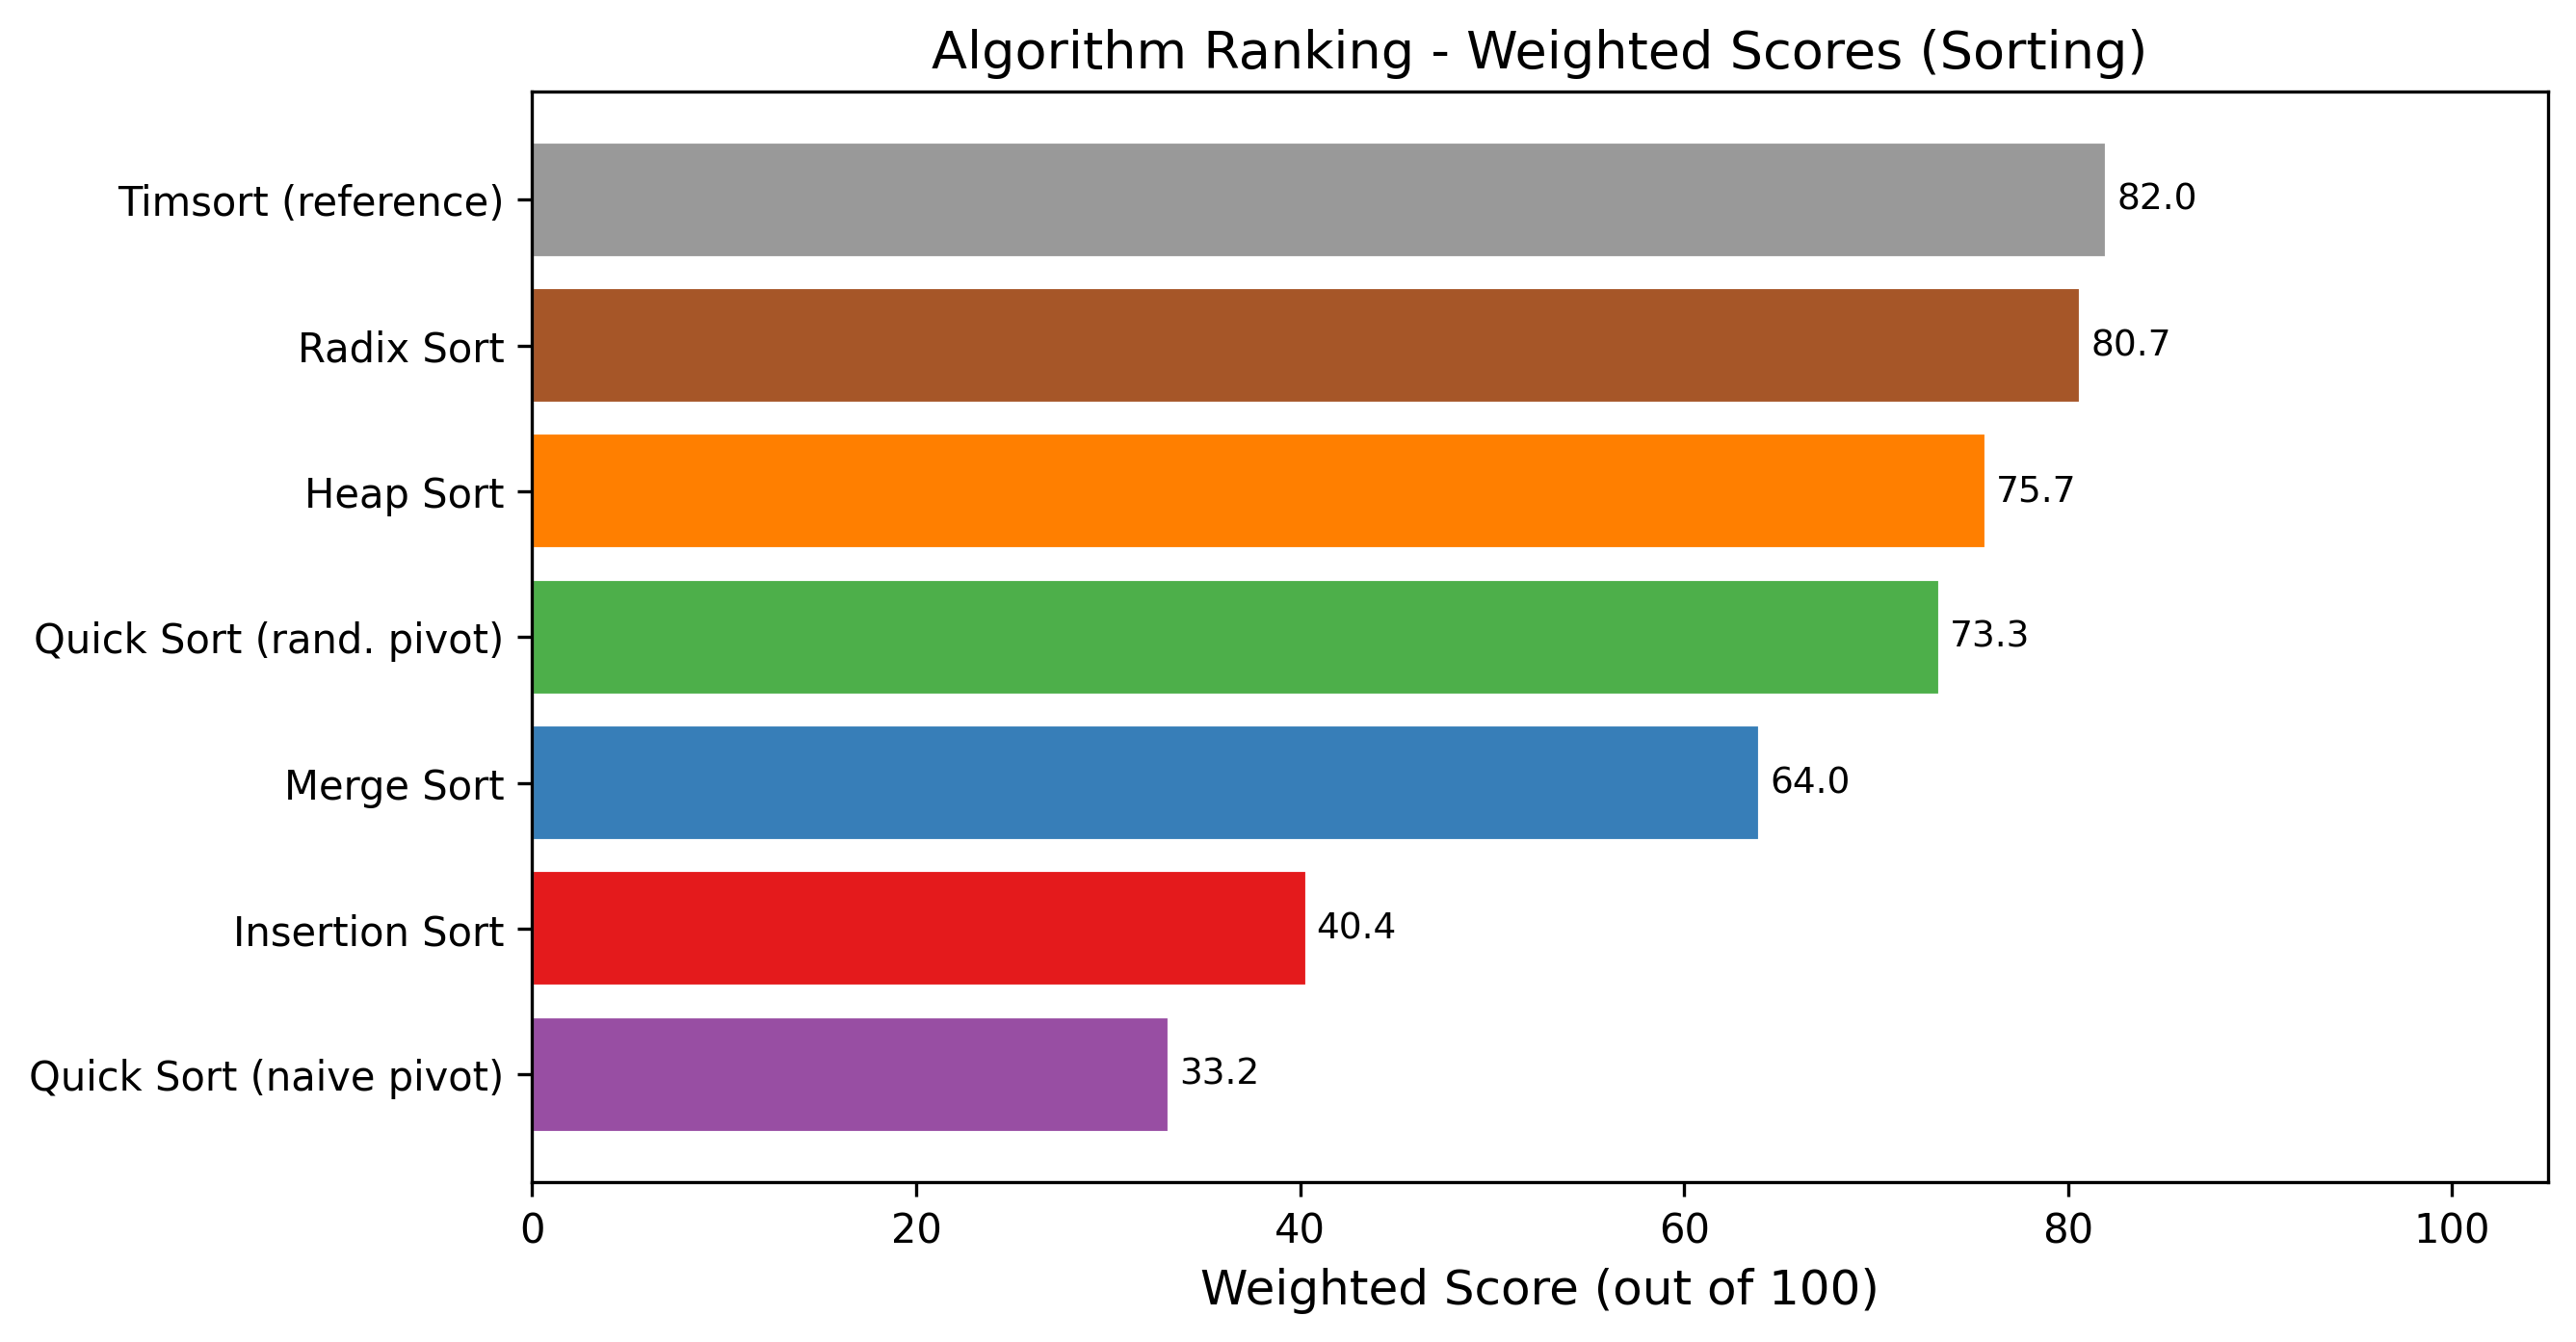 Algorithm Ranking - Weighted Scores (Sorting)
Timsort (reference) 82.0
Radix Sort 80.7
Heap Sort 75.7
Quick Sort (rand. pivot) 73.3
Merge Sort 64.0
Insertion Sort 40.4
Quick Sort (naive pivot) 33.2
0 20 40 60 80 100
Weighted Score (out of 100)